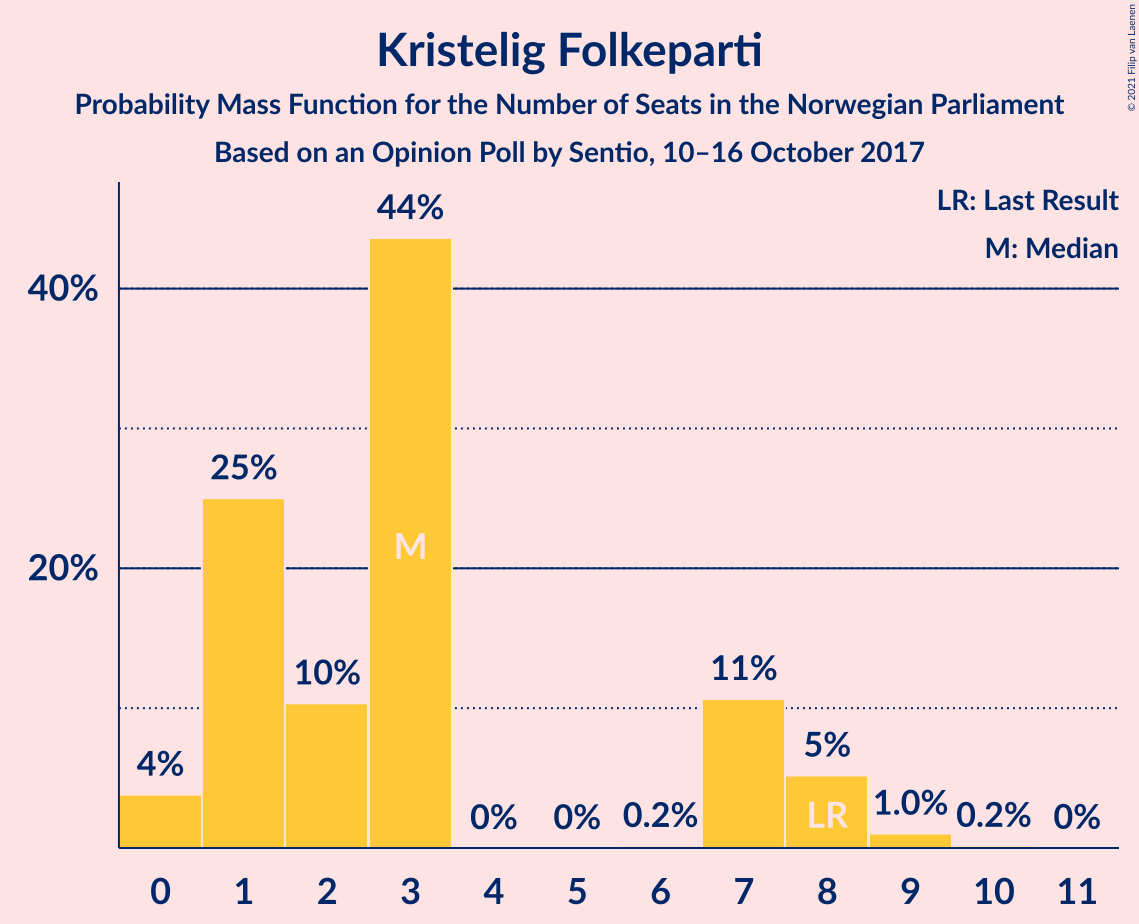 Kristelig Folkeparti
Probability Mass Function for the Number of Seats in the Norwegian Parliament
Based on an Opinion Poll by Sentio, 10–16 October 2017
© 2021 Filip van Laenen
LR: Last Result
M: Median
40%
20%
4%
25%
10%
44%
0%
0%
0.2%
11%
5%
1.0%
0.2%
0%
M
LR
0 1 2 3 4 5 6 7 8 9 10 11